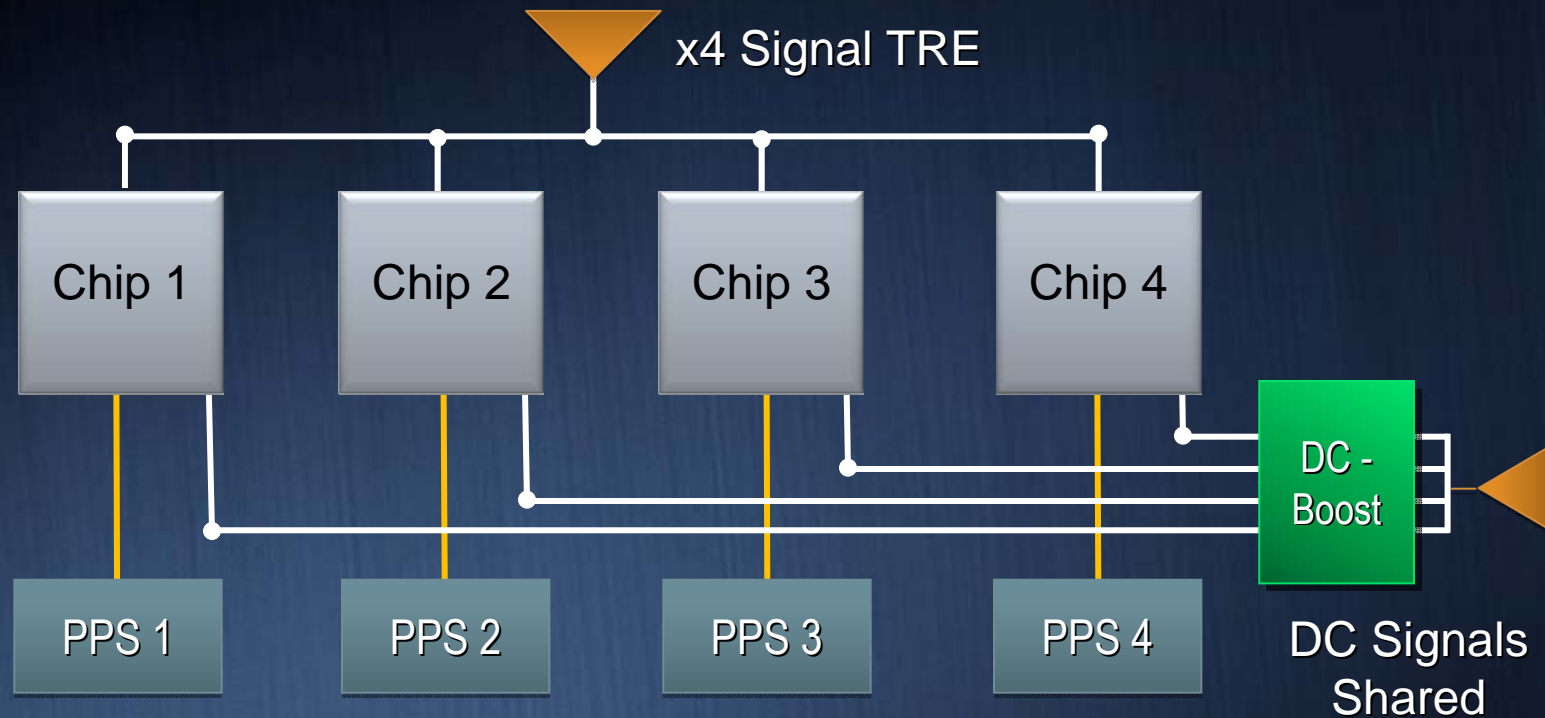 x4 Signal TRE
Chip 1
Chip 2
Chip 3
Chip 4
DC -
Boost
PPS 1
PPS 2
PPS 3
PPS 4
DC Signals
Shared